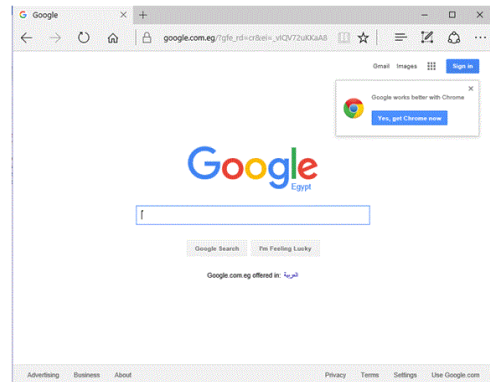 Google
google.com.eg/?gfe_rd=cr&ei=_vIQV72uKKaA8
Gmail Images Sign in
Google works better with Chrome
Yes, get Chrome now
Google
Egypt
Google Search I'm Feeling Lucky
Google.com.eg offered in: العربية
Advertising Business About Privacy Terms Settings Use Google.com